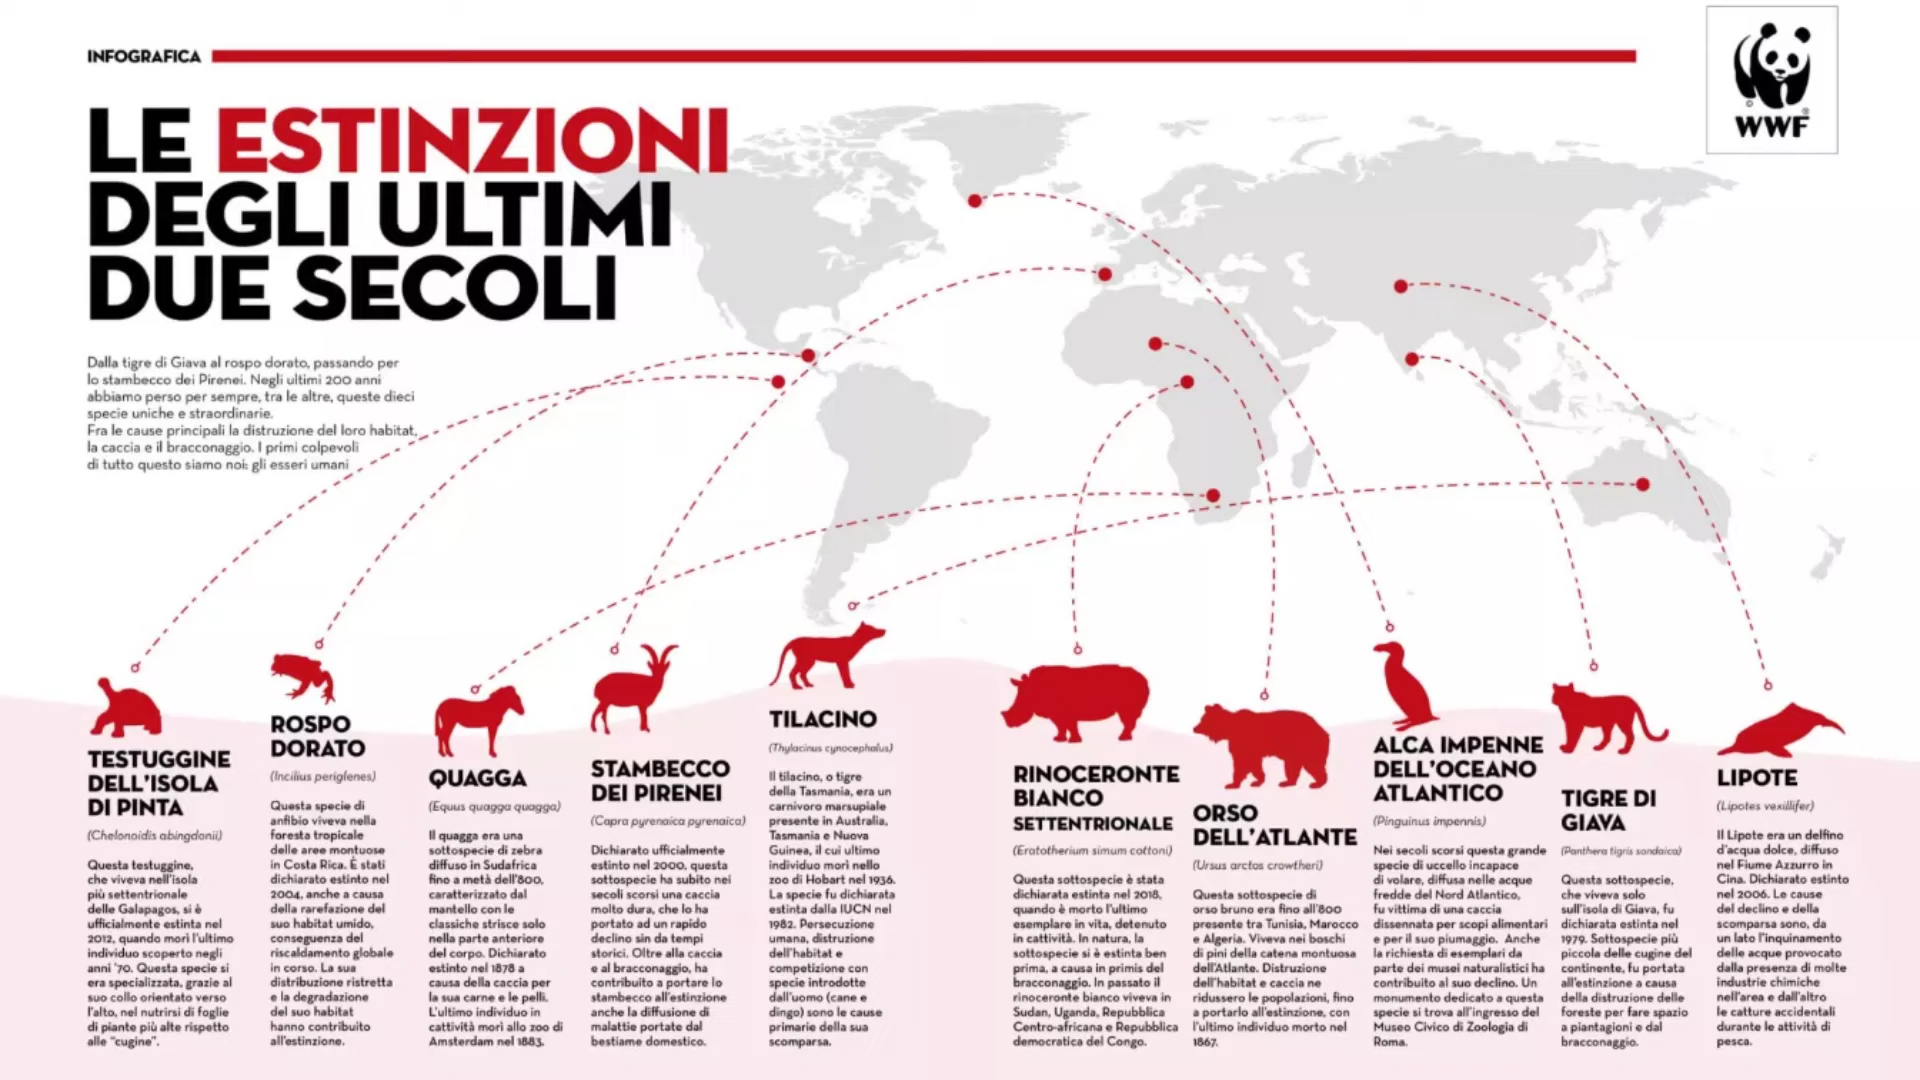 INFOGRAFICA
WWF
LE ESTINZIONI
DEGLI ULTIMI
DUE SECOLI
Dalla tigre di Giava al rospo dorato, passando per
lo stambecco dei Pirenei. Negli ultimi 200 anni
abbiamo perso per sempre, tra le altre, queste dieci
specie uniche e straordinarie.
Fra le cause principali la distruzione del loro habitat,
la caccia e il bracconaggio. I primi colpevoli
di tutto questo siamo noi: gli esseri umani
TESTUGGINE
DELL'ISOLA
DI PINTA
(Chelonoidis abingdonii)
Questa testuggine,
che viveva nell'isola
più settentrionale
delle Galapagos, si è
ufficialmente estinta nel
2012, quando morì l'ultimo
individuo scoperto negli
anni '70. Questa specie si
era specializzata, grazie al
suo collo orientato verso
l'alto, nel nutrirsi di foglie
di piante più alte rispetto
alle "cugine".
ROSPO
DORATO
(Incilius periglenes)
Questa specie di
anfibio viveva nella
foresta tropicale
delle aree montuose
in Costa Rica. È stati
dichiarato estinto nel
2004, anche a causa
della rarefazione del
suo habitat umido,
conseguenza del
riscaldamento globale
in corso. La sua
distribuzione ristretta
e la degradazione
del suo habitat
hanno contribuito
all'estinzione.
QUAGGA
(Equus quagga quagga)
Il quagga era una
sottospecie di zebra
diffuso in Sudafrica
fino a metà dell'800,
caratterizzato dal
mantello con le
classiche strisce solo
nella parte anteriore
del corpo. Dichiarato
estinto nel 1878 a
causa della caccia per
la sua carne e le pelli.
L'ultimo individuo in
cattività morì allo zoo di
Amsterdam nel 1883.
STAMBECCO
DEI PIRENEI
(Capra pyrenaica pyrenaica)
Dichiarato ufficialmente
estinto nel 2000, questa
sottospecie ha subito nei
secoli scorsi una caccia
molto dura, che lo ha
portato ad un rapido
declino sin da tempi
storici. Oltre alla caccia
e al bracconaggio, ha
contribuito a portare lo
stambecco all'estinzione
anche la diffusione di
malattie portate dal
bestiame domestico.
TILACINO
(Thylacinus cynocephalus)
Il tilacino, o tigre
della Tasmania, era un
carnivoro marsupiale
presente in Australia,
Tasmania e Nuova
Guinea, il cui ultimo
individuo morì nello
zoo di Hobart nel 1936.
La specie fu dichiarata
estinta dalla IUCN nel
1982. Persecuzione
umana, distruzione
dell'habitat e
competizione con
specie introdotte
dall'uomo (cane e
dingo) sono le cause
primarie della sua
scomparsa.
RINOCERONTE
BIANCO
SETTENTRIONALE
(Eratotherium simum cottoni)
Questa sottospecie è stata
dichiarata estinta nel 2018,
quando è morto l'ultimo
esemplare in vita, detenuto
in cattività. In natura, la
sottospecie si è estinta ben
prima, a causa in primis del
bracconaggio. In passato il
rinoceronte bianco viveva in
Sudan, Uganda, Repubblica
Centro-africana e Repubblica
democratica del Congo.
ORSO
DELL'ATLANTE
(Ursus arctos crowtheri)
Questa sottospecie di
orso bruno era fino all'800
presente tra Tunisia, Marocco
e Algeria. Viveva nei boschi
di pini della catena montuosa
dell'Atlante. Distruzione
dell'habitat e caccia ne
ridussero le popolazioni, fino
a portarlo all'estinzione, con
l'ultimo individuo morto nel
1867.
ALCA IMPENNE
DELL'OCEANO
ATLANTICO
(Pinguinus impennis)
Nei secoli scorsi questa grande
specie di uccello incapace
di volare, diffusa nelle acque
fredde del Nord Atlantico,
fu vittima di una caccia
dissennata per scopi alimentari
e per il suo piumaggio. Anche
la richiesta di esemplari da
parte dei musei naturalistici ha
contribuito al suo declino. Un
monumento dedicato a questa
specie si trova all'ingresso del
Museo Civico di Zoologia di
Roma.
TIGRE DI
GIAVA
(Panthera tigris sondaica)
Questa sottospecie,
che viveva solo
sull'isola di Giava, fu
dichiarata estinta nel
1979. Sottospecie più
piccola delle cugine del
continente, fu portata
all'estinzione a causa
della distruzione delle
foreste per fare spazio
a piantagioni e dal
bracconaggio.
LIPOTE
(Lipotes vexillifer)
Il Lipote era un delfino
d'acqua dolce, diffuso
nel Fiume Azzurro in
Cina. Dichiarato estinto
nel 2006. Le cause
del declino e della
scomparsa sono, da
un lato l'inquinamento
delle acque provocato
dalla presenza di molte
industrie chimiche
nell'area e dall'altro
le catture accidentali
durante le attività di
pesca.